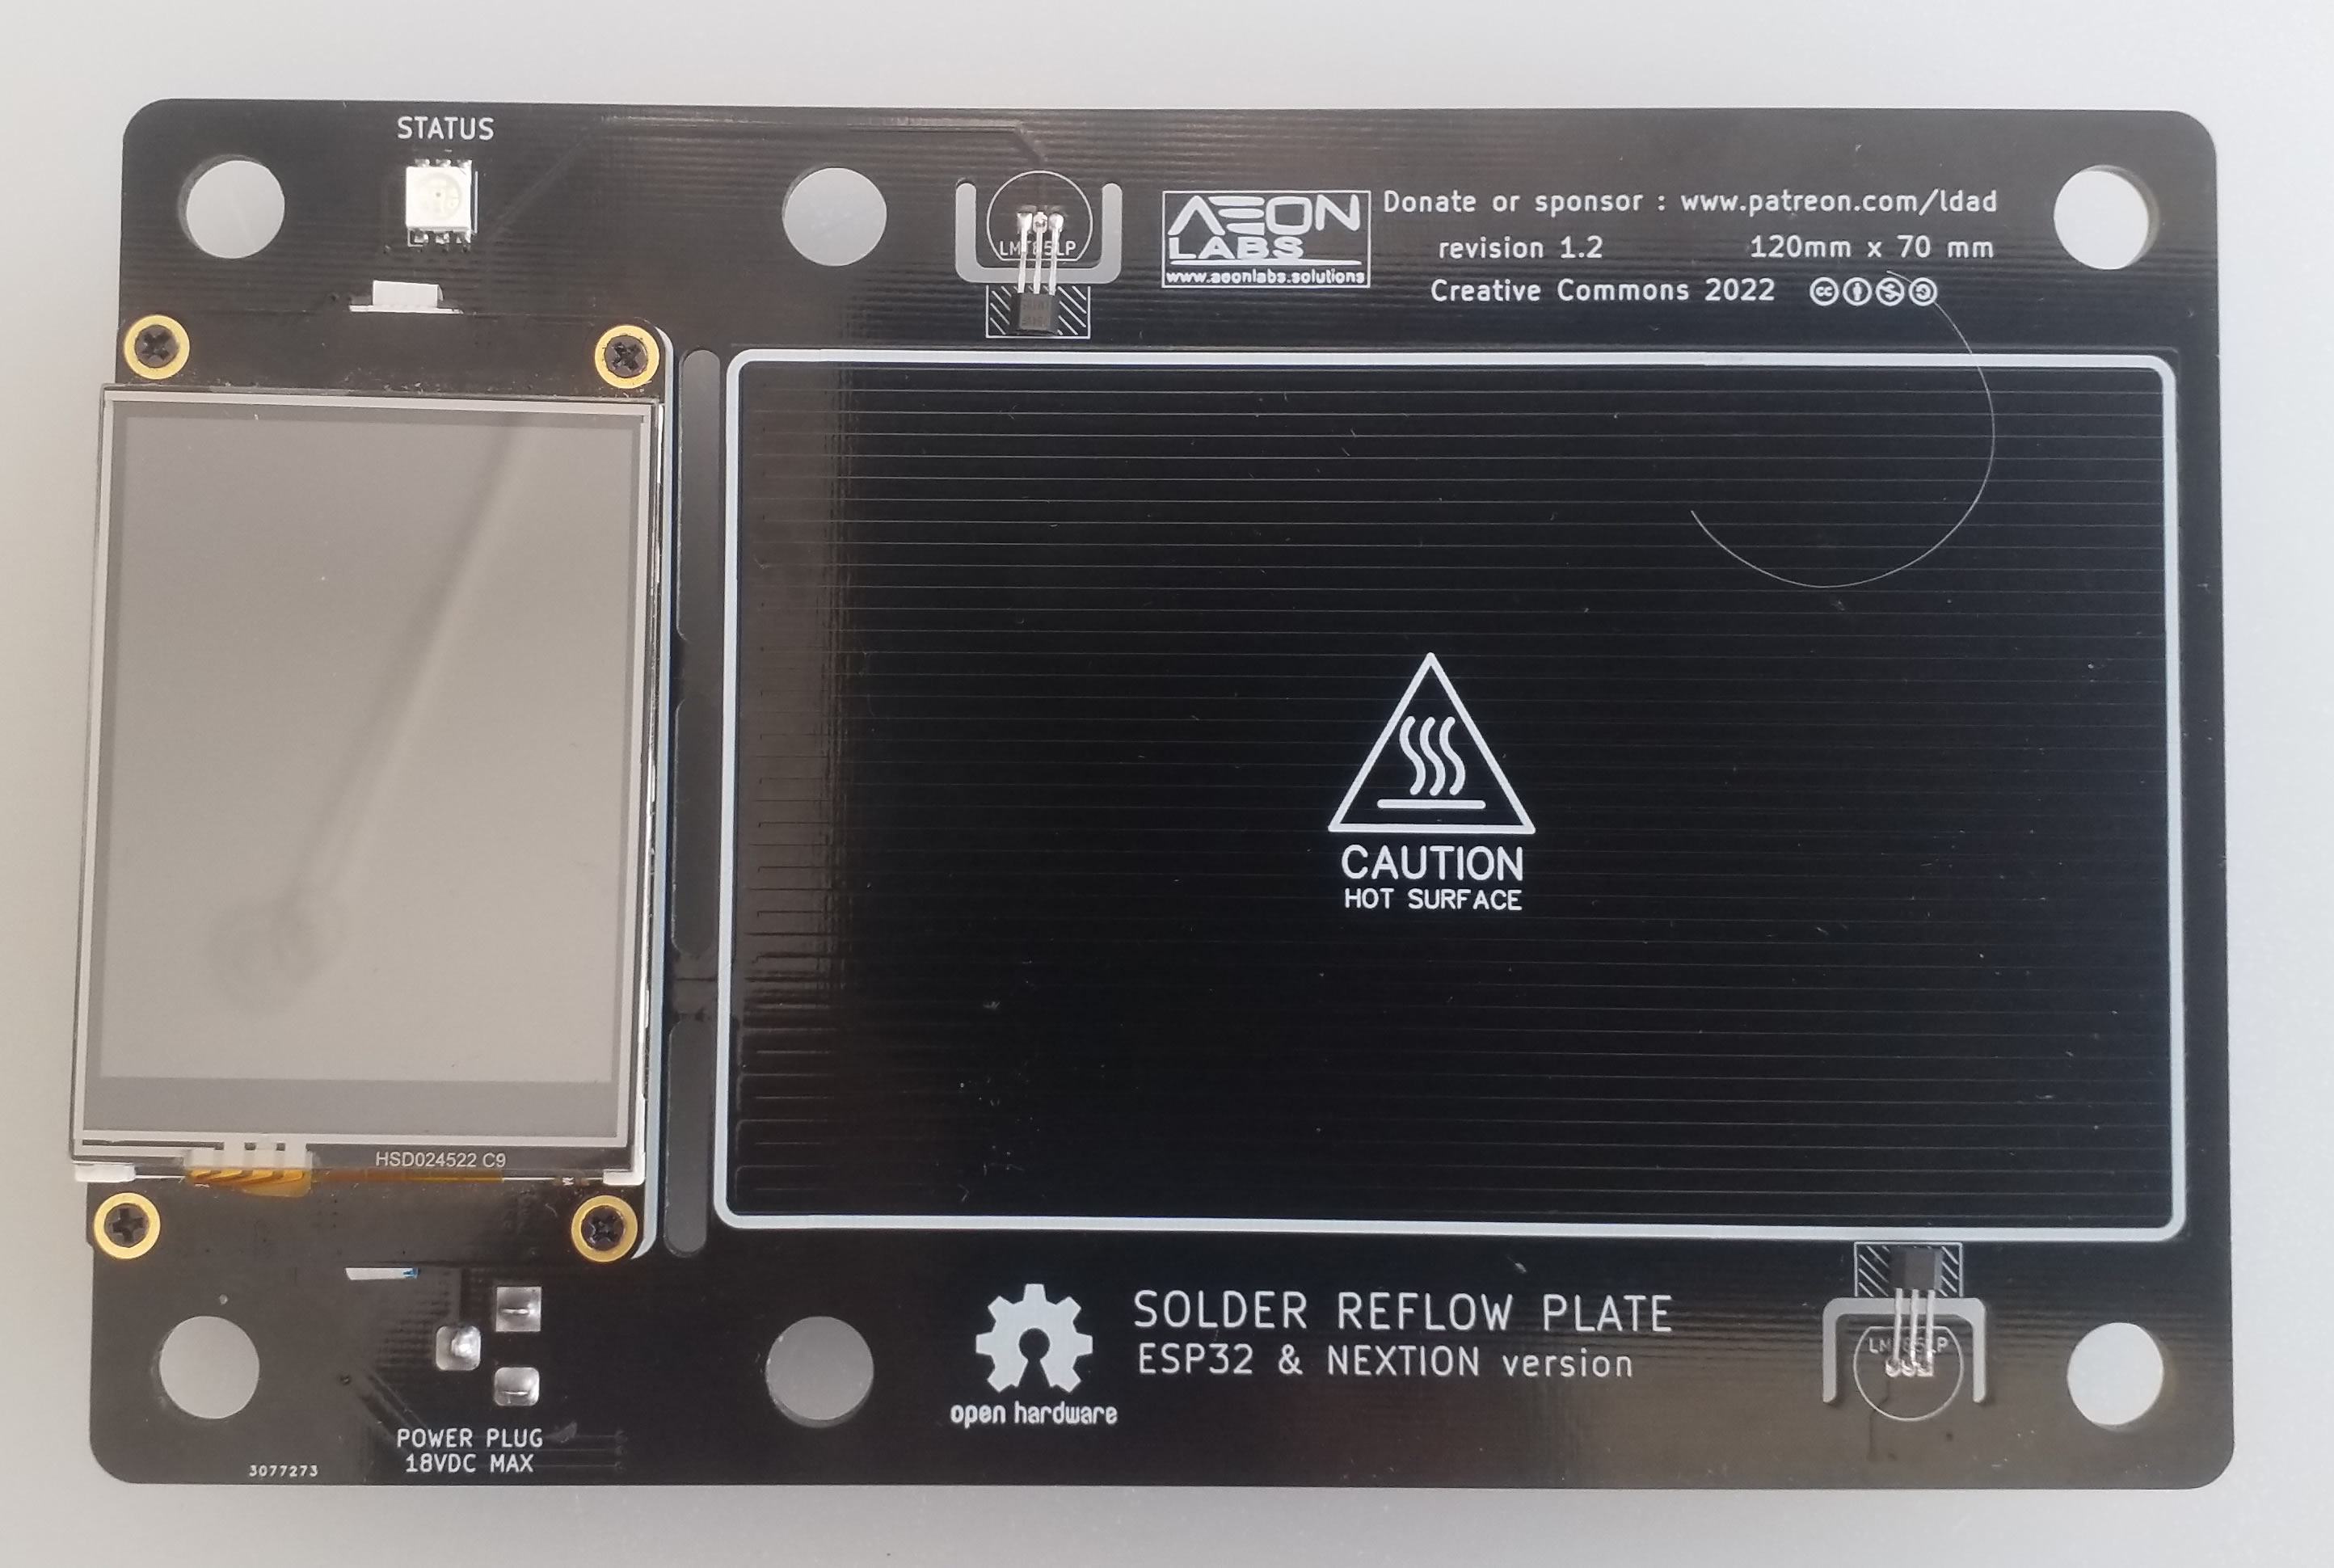 STATUS
AEON
LABS
www.aeonlabs.solutions
Donate or sponsor : www.patreon.com/ldad
revision 1.2 120mm x 70 mm
Creative Commons 2022
cc
CAUTION
HOT SURFACE
HSD024522 C9
SOLDER REFLOW PLATE
ESP32 & NEXTION version
open hardware
POWER PLUG
18VDC MAX
3077273